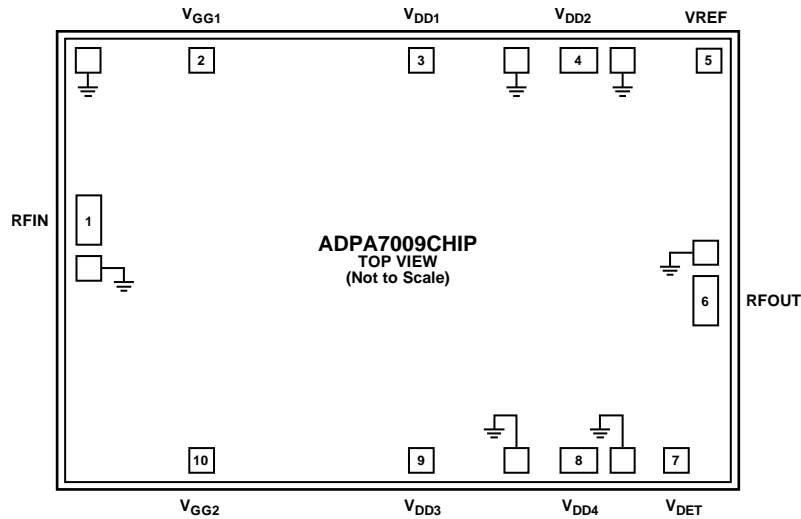 VGG1 VDD1 VDD2 VREF
2 3 4 5
RFIN 1
ADPA7009CHIP
TOP VIEW
(Not to Scale)
6 RFOUT
10 9 8 7
VGG2 VDD3 VDD4 VDET